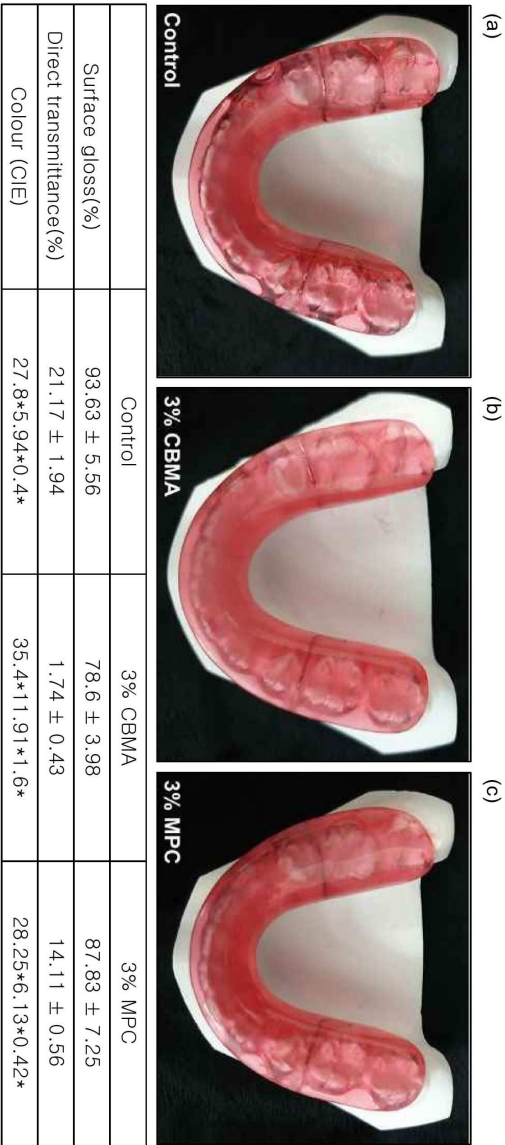 (a)
(b)
(c)
Control
3% CBMA
3% MPC
Control 3% CBMA 3% MPC
Surface gloss(%) 93.63 ± 5.56 78.6 ± 3.98 87.83 ± 7.25
Direct transmittance(%) 21.17 ± 1.94 1.74 ± 0.43 14.11 ± 0.56
Colour (CIE) 27.8*5.94*0.4* 35.4*11.91*1.6* 28.25*6.13*0.42*